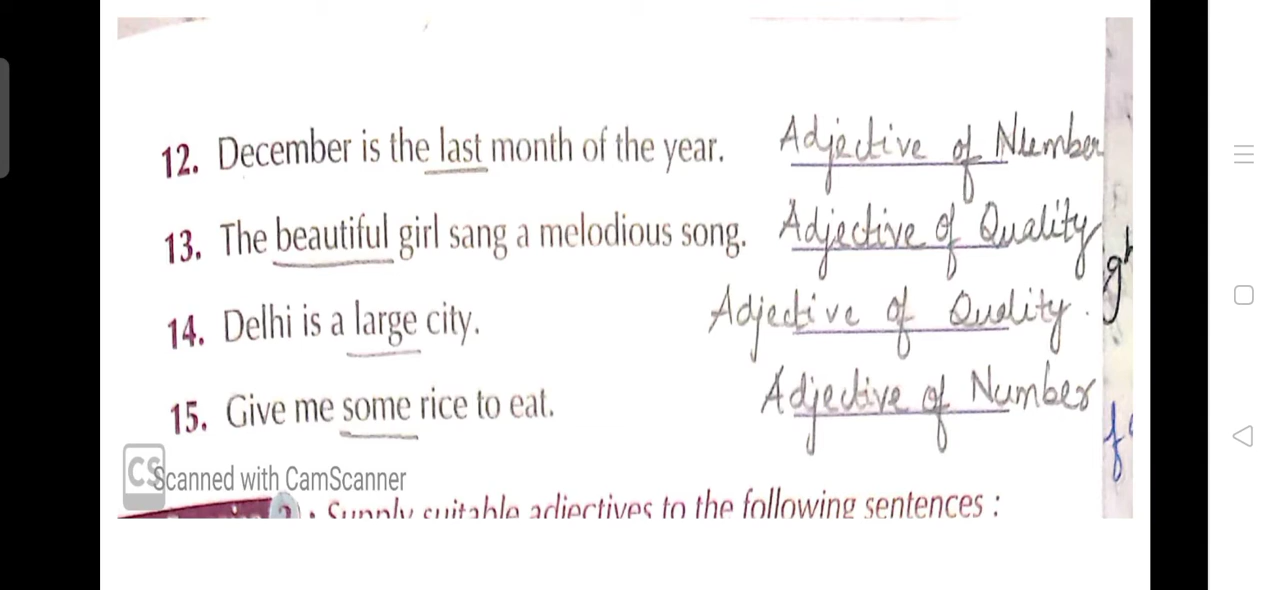 12. December is the last month of the year. Adjective of Number
13. The beautiful girl sang a melodious song. Adjective of Quality
14. Delhi is a large city. Adjective of Quality.
15. Give me some rice to eat. Adjective of Number
CS Scanned with CamScanner
Supply suitable adjectives to the following sentences :